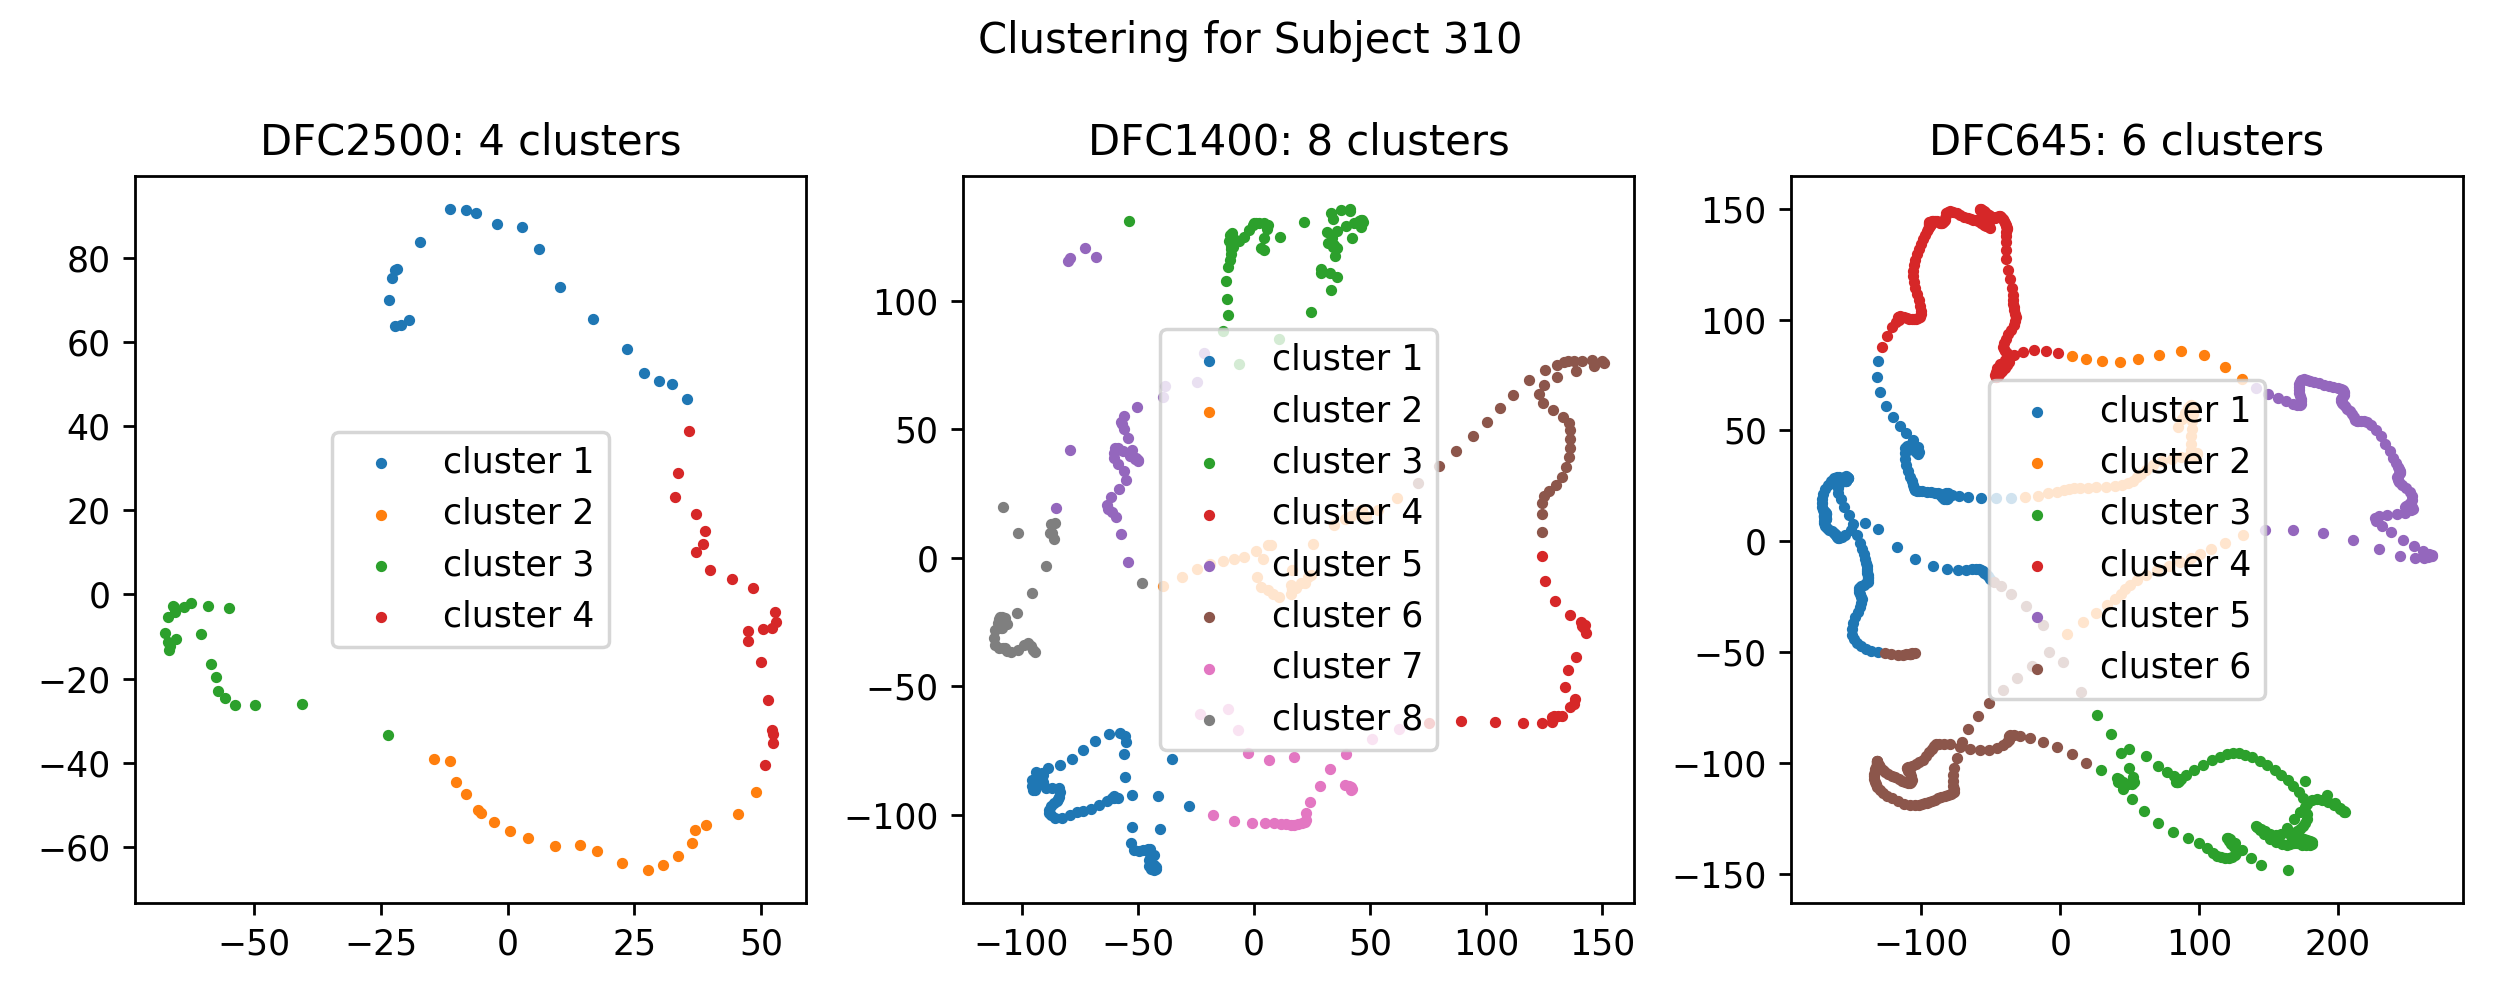 Clustering for Subject 310
DFC2500: 4 clusters
80
60
40
20
0
−20
−40
−60
−50
−25
0
25
50
cluster 1
cluster 2
cluster 3
cluster 4
DFC1400: 8 clusters
100
50
0
−50
−100
−100
−50
0
50
100
150
cluster 1
cluster 2
cluster 3
cluster 4
cluster 5
cluster 6
cluster 7
cluster 8
DFC645: 6 clusters
150
100
50
0
−50
−100
−150
−100
0
100
200
cluster 1
cluster 2
cluster 3
cluster 4
cluster 5
cluster 6